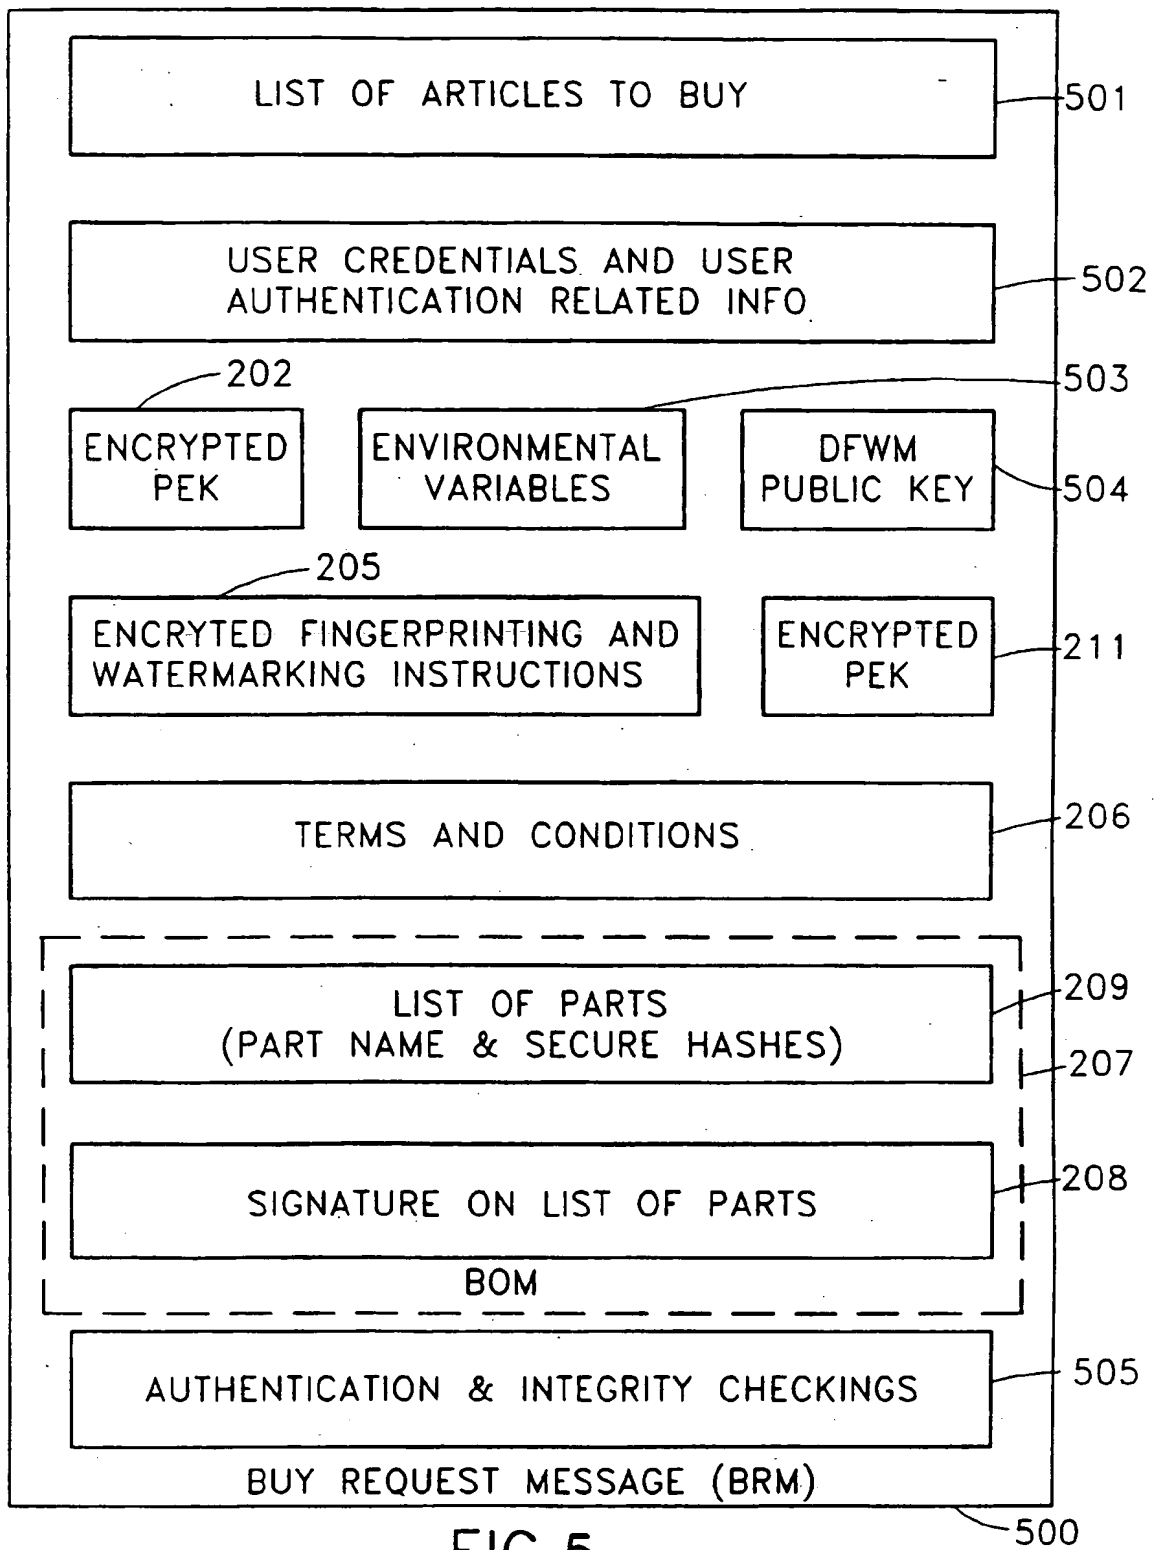 LIST OF ARTICLES TO BUY
501
USER CREDENTIALS AND USER
AUTHENTICATION RELATED INFO
502
202
503
ENCRYPTED
PEK
ENVIRONMENTAL
VARIABLES
DFWM
PUBLIC KEY
504
205
ENCRYTED FINGERPRINTING AND
WATERMARKING INSTRUCTIONS
ENCRYPTED
PEK
211
TERMS AND CONDITIONS
206
LIST OF PARTS
(PART NAME & SECURE HASHES)
209
207
SIGNATURE ON LIST OF PARTS
208
BOM
AUTHENTICATION & INTEGRITY CHECKINGS
505
BUY REQUEST MESSAGE (BRM)
500
FIG. 5